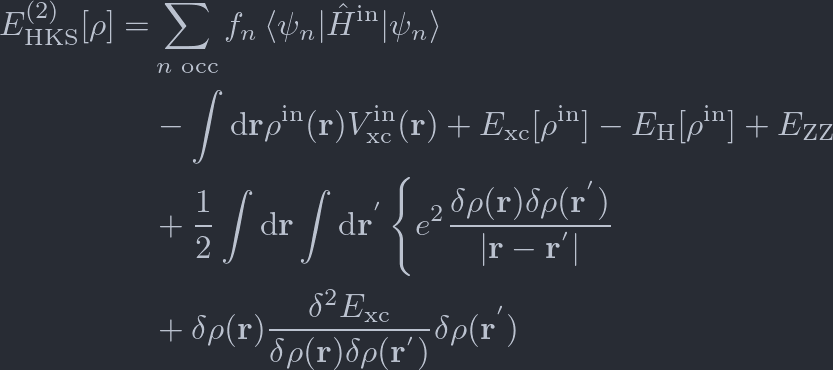 E_{\mathrm{HKS}}^{(2)}[\rho] = \sum_{n\ \mathrm{occ}} f_n \langle\psi_n|\hat{H}^{\mathrm{in}}|\psi_n\rangle
- \int \mathrm{d}\mathbf{r}\rho^{\mathrm{in}}(\mathbf{r})V_{\mathrm{xc}}^{\mathrm{in}}(\mathbf{r}) + E_{\mathrm{xc}}[\rho^{\mathrm{in}}] - E_{\mathrm{H}}[\rho^{\mathrm{in}}] + E_{\mathrm{ZZ}}
+ \frac{1}{2} \int \mathrm{d}\mathbf{r} \int \mathrm{d}\mathbf{r}^{'} \left\{ e^2 \frac{\delta\rho(\mathbf{r})\delta\rho(\mathbf{r}^{'})}{|\mathbf{r} - \mathbf{r}^{'}|} \right.
+ \delta\rho(\mathbf{r}) \frac{\delta^2 E_{\mathrm{xc}}}{\delta\rho(\mathbf{r})\delta\rho(\mathbf{r}^{'})} \delta\rho(\mathbf{r}^{'})